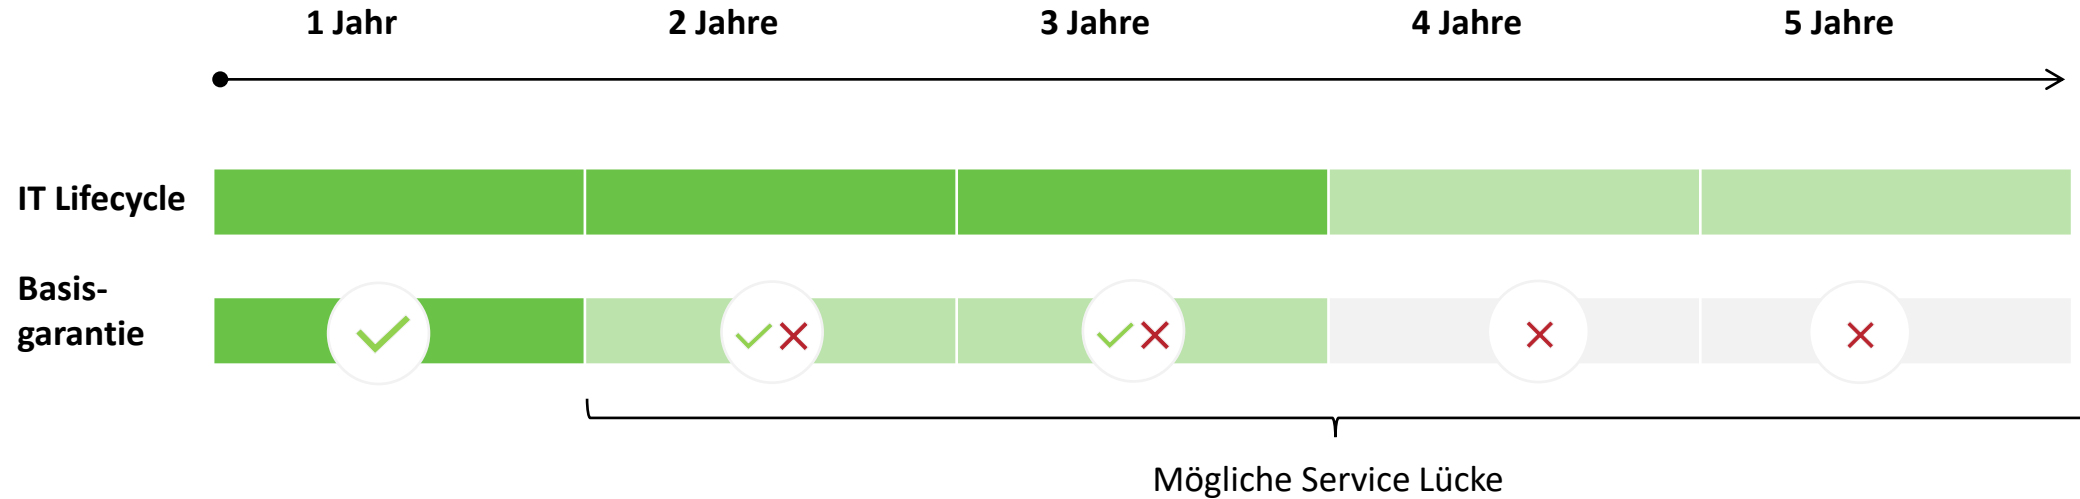 1 Jahr 2 Jahre 3 Jahre 4 Jahre 5 Jahre
IT Lifecycle
Basis-
garantie
Mögliche Service Lücke